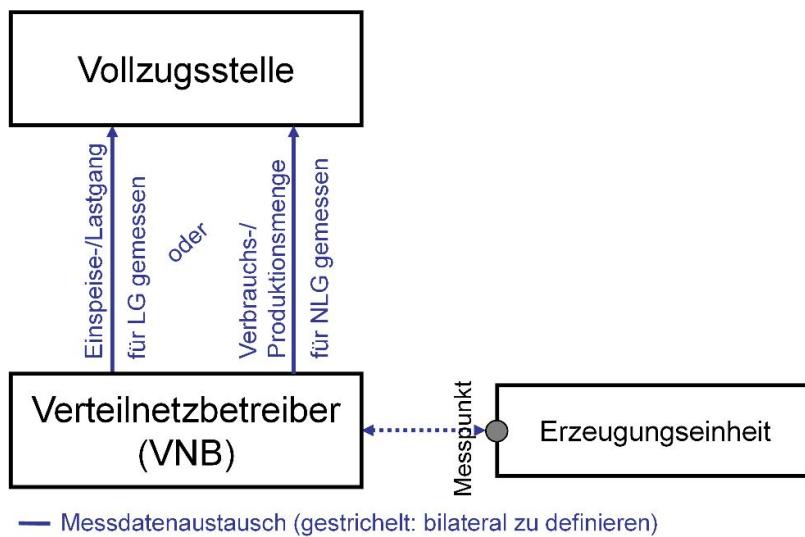 Vollzugsstelle
Einspeise-/Lastgang
für LG gemessen
oder
Verbrauchs-/
Produktionsmenge
für NLG gemessen
Verteilnetzbetreiber
(VNB)
Messpunkt
Erzeugungseinheit
Messdatenaustausch (gestrichelt: bilateral zu definieren)